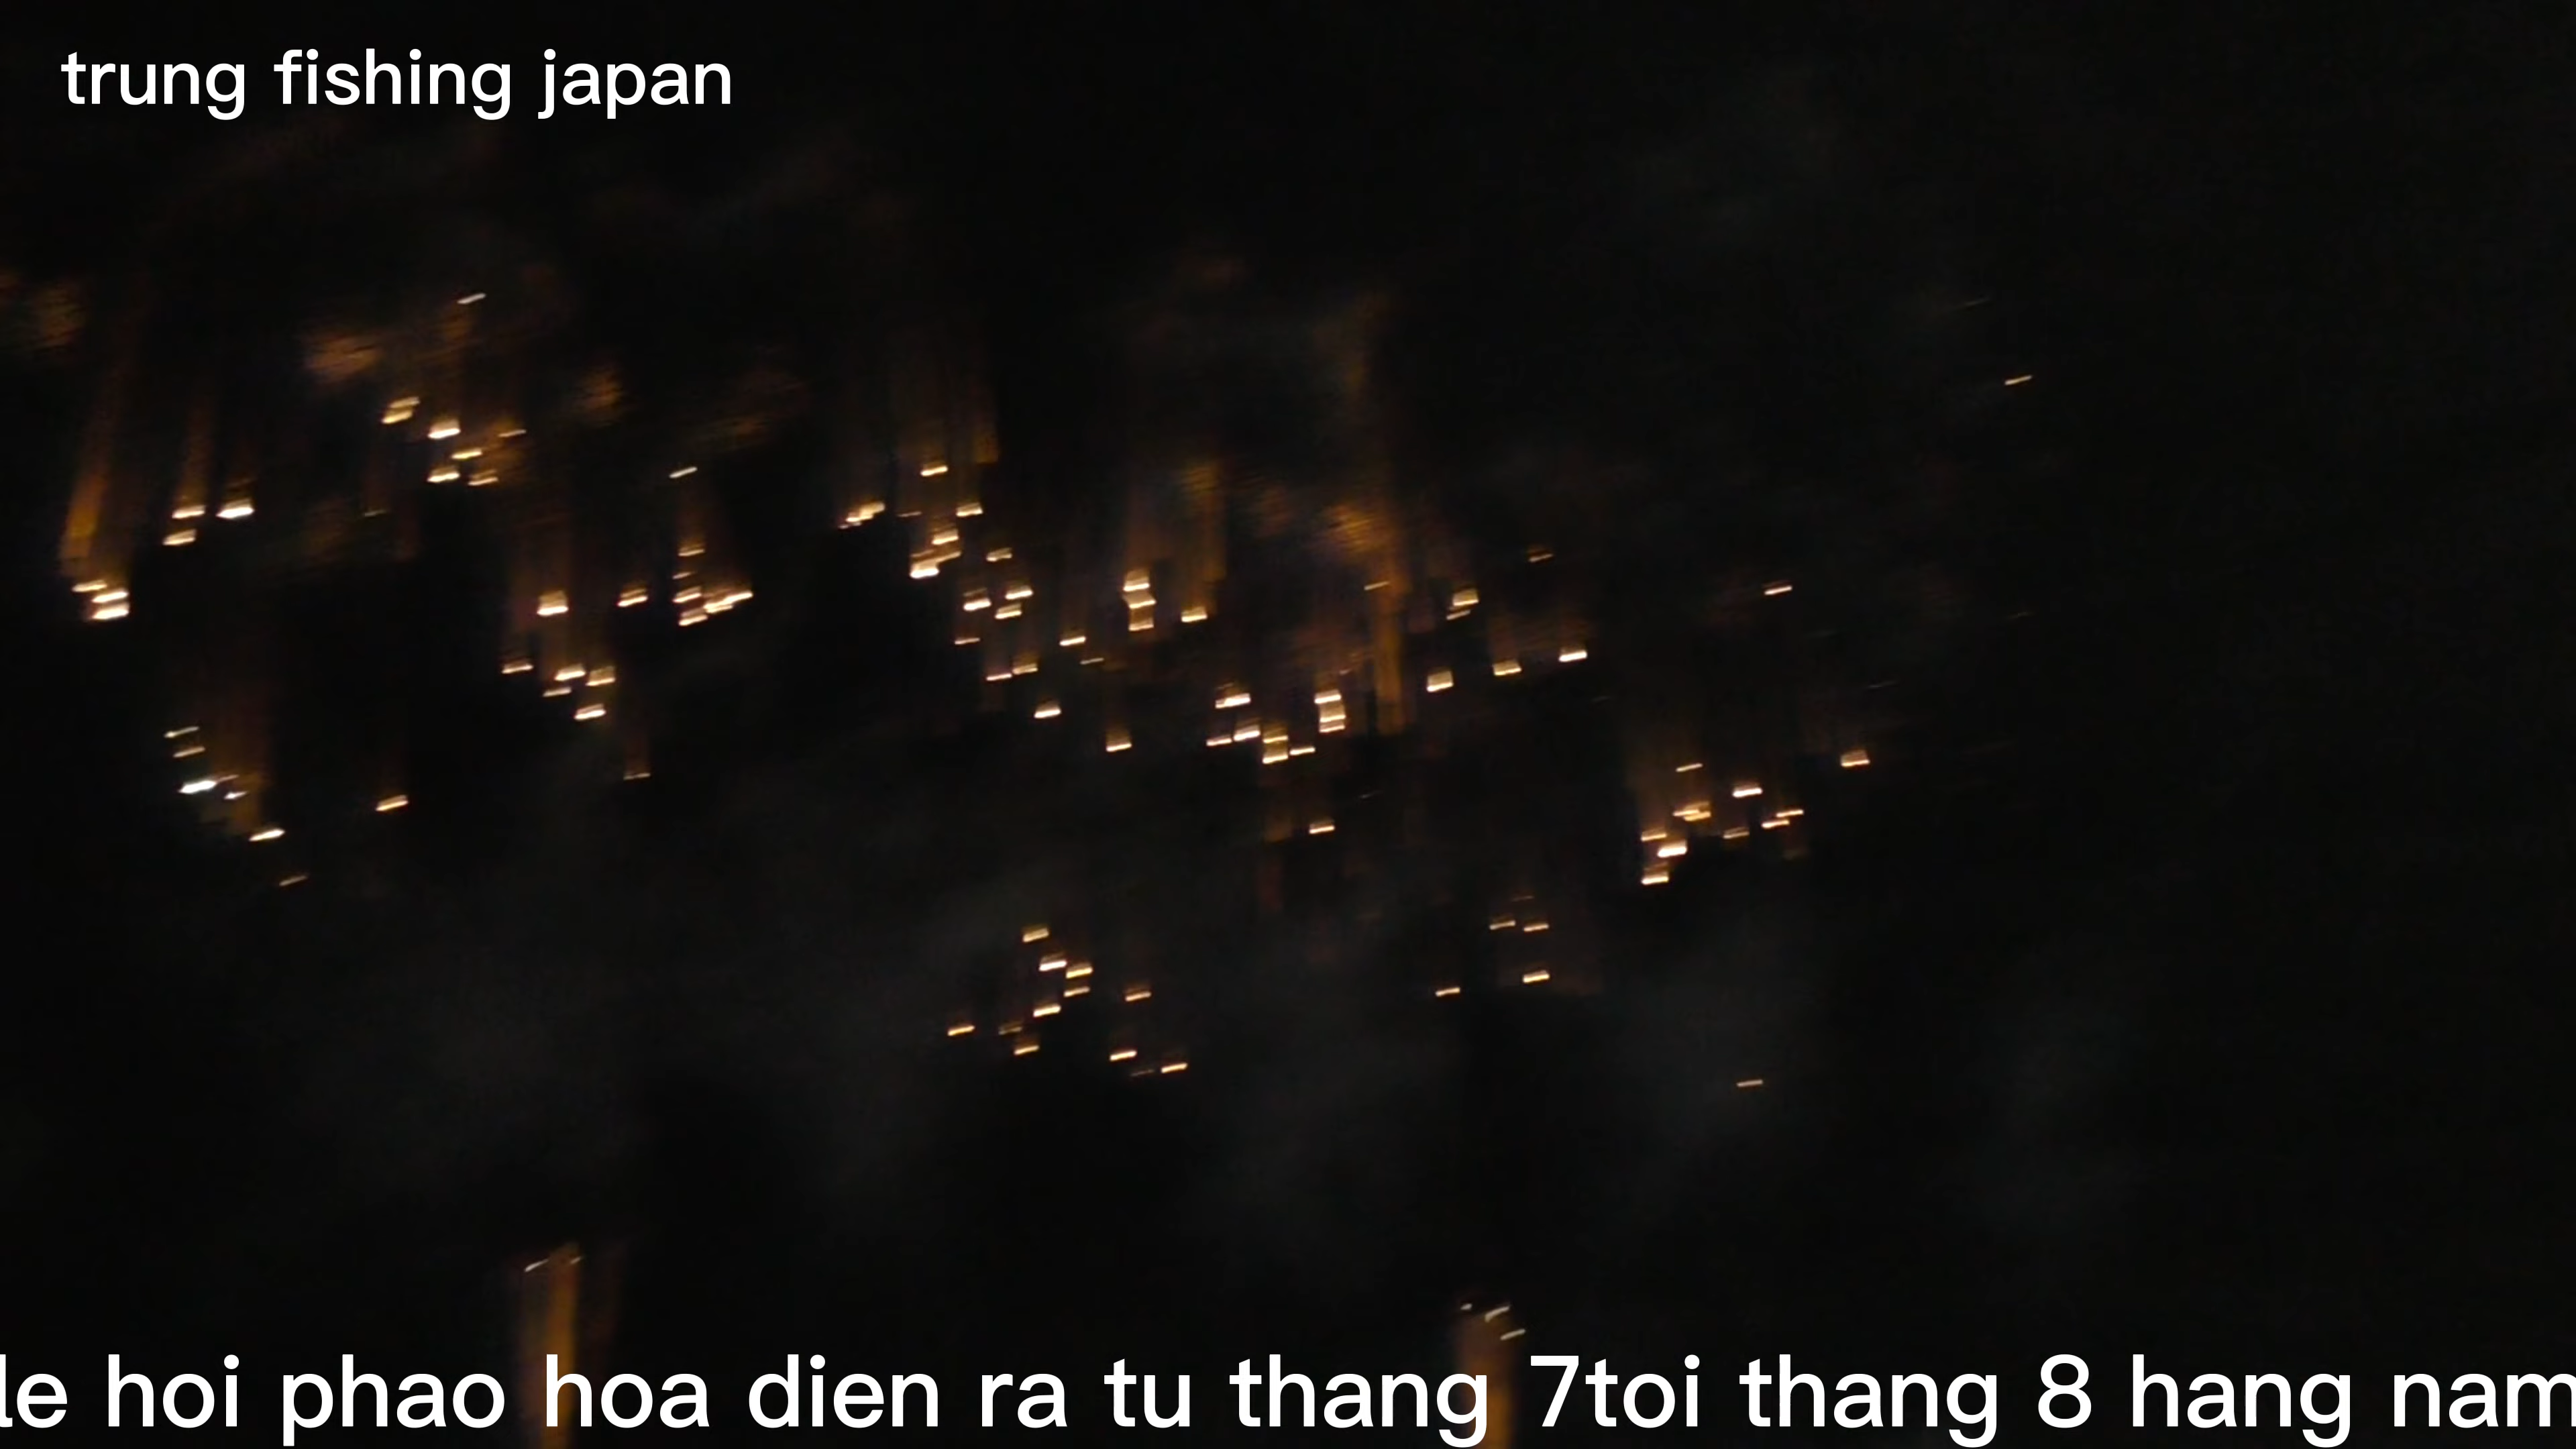 trung fishing japan
le hoi phao hoa dien ra tu thang 7toi thang 8 hang nam